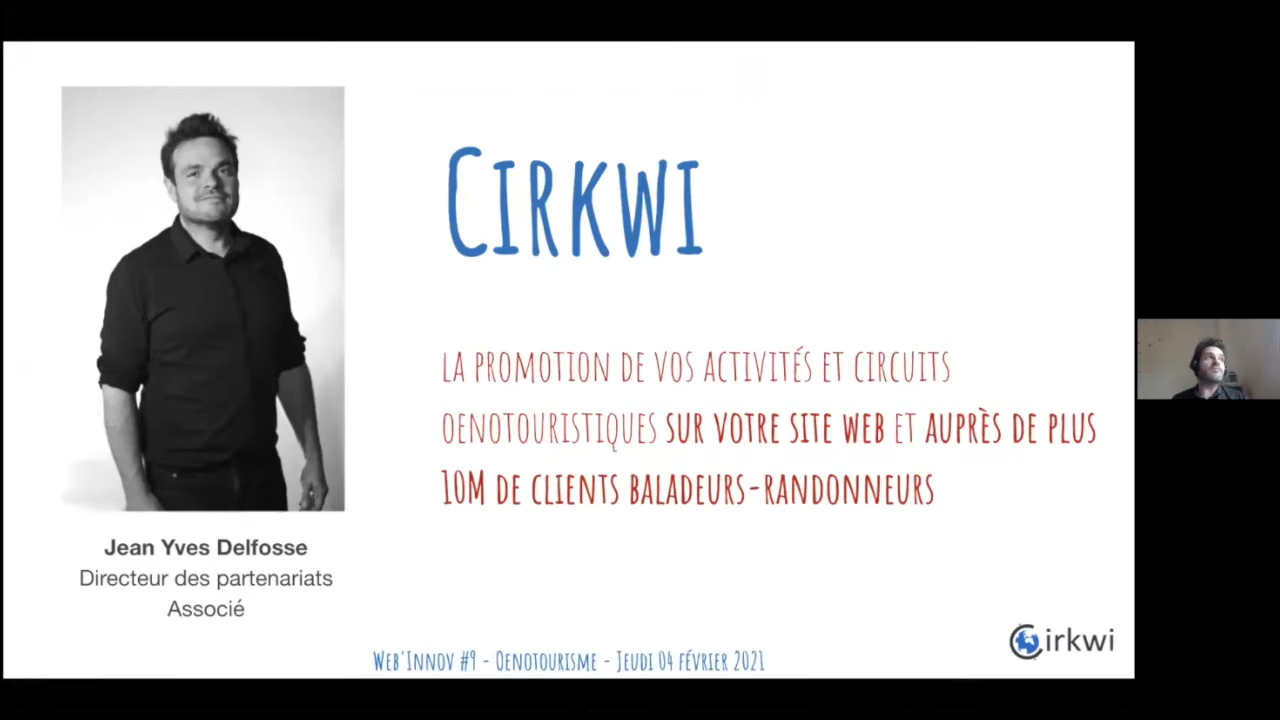 Cirkwi
LA PROMOTION DE VOS ACTIVITÉS ET CIRCUITS
OENOTOURISTIQUES SUR VOTRE SITE WEB ET AUPRÈS DE PLUS
10M DE CLIENTS BALADEURS-RANDONNEURS
Jean Yves Delfosse
Directeur des partenariats
Associé
Cirkwi
Web'Innov #9 - Oenotourisme - Jeudi 04 février 2021